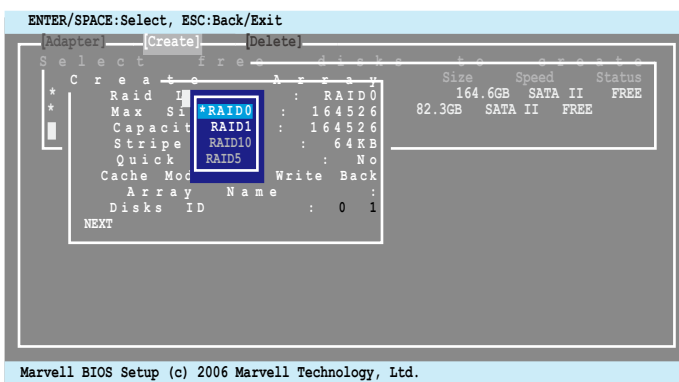 ENTER/SPACE:Select, ESC:Back/Exit
[Adapter] [Create] [Delete]
Select free disks to create
Size Speed Status
Create Array
* 164.6GB SATA II FREE
* 82.3GB SATA II FREE
Raid L : RAID0
Max Si : 164526
Capacit : 164526
Stripe : 64KB
Quick : No
Cache Mod Write Back
Array Name :
Disks ID : 0 1
NEXT
*RAID0
RAID1
RAID10
RAID5
Marvell BIOS Setup (c) 2006 Marvell Technology, Ltd.